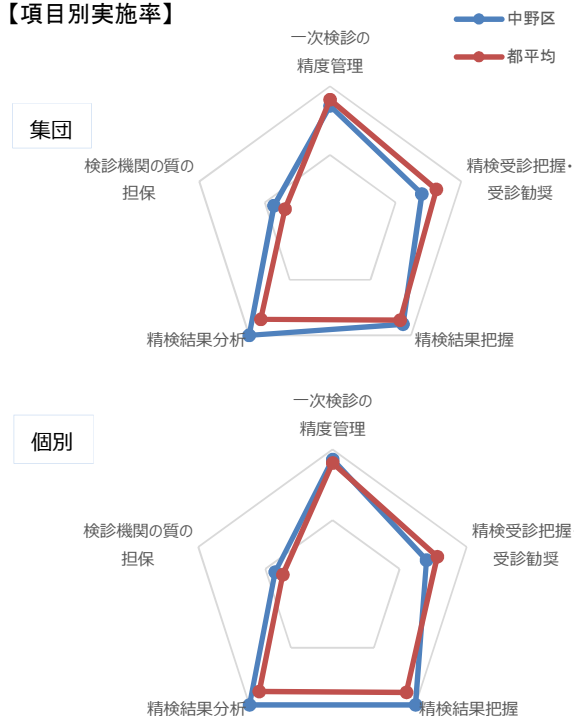 【項目別実施率】
中野区
都平均
集団
一次検診の
精度管理
精検受診把握・
受診勧奨
精検結果把握
精検結果分析
検診機関の質の
担保
個別
一次検診の
精度管理
精検受診把握
受診勧奨
精検結果把握
精検結果分析
検診機関の質の
担保